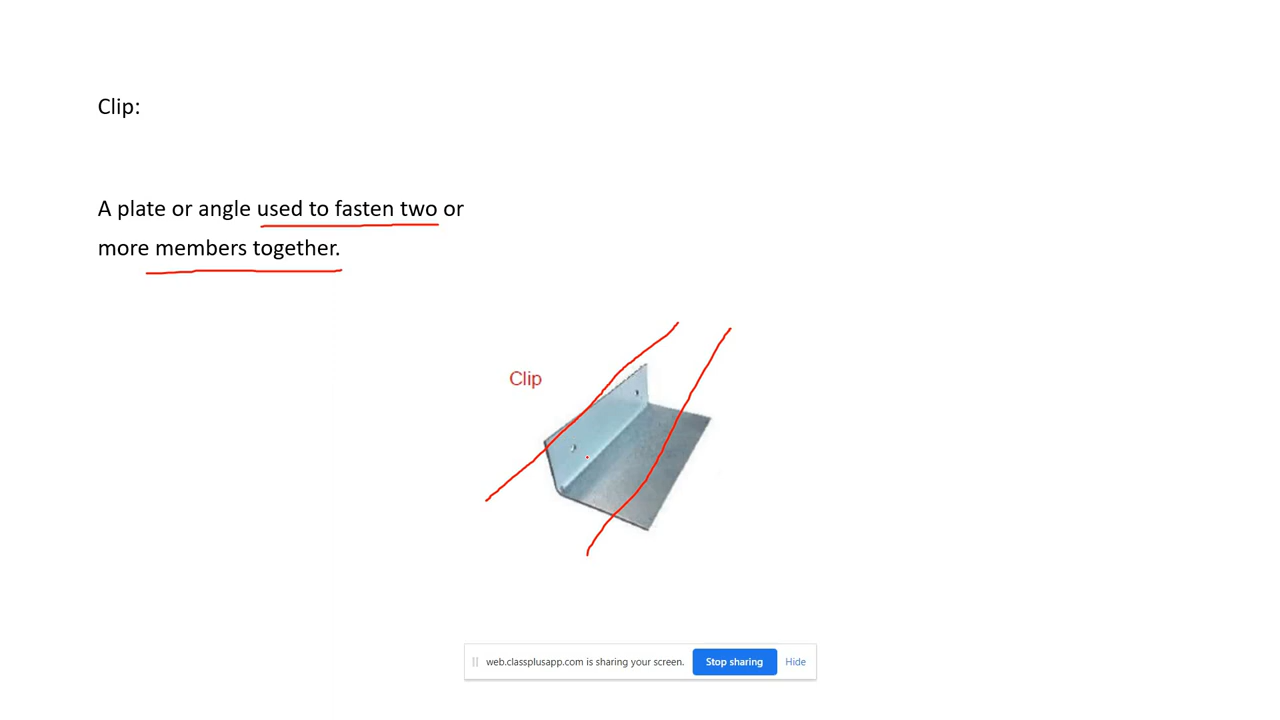 Clip:
A plate or angle used to fasten two or
more members together.
Clip
web.classplusapp.com is sharing your screen. Stop sharing Hide